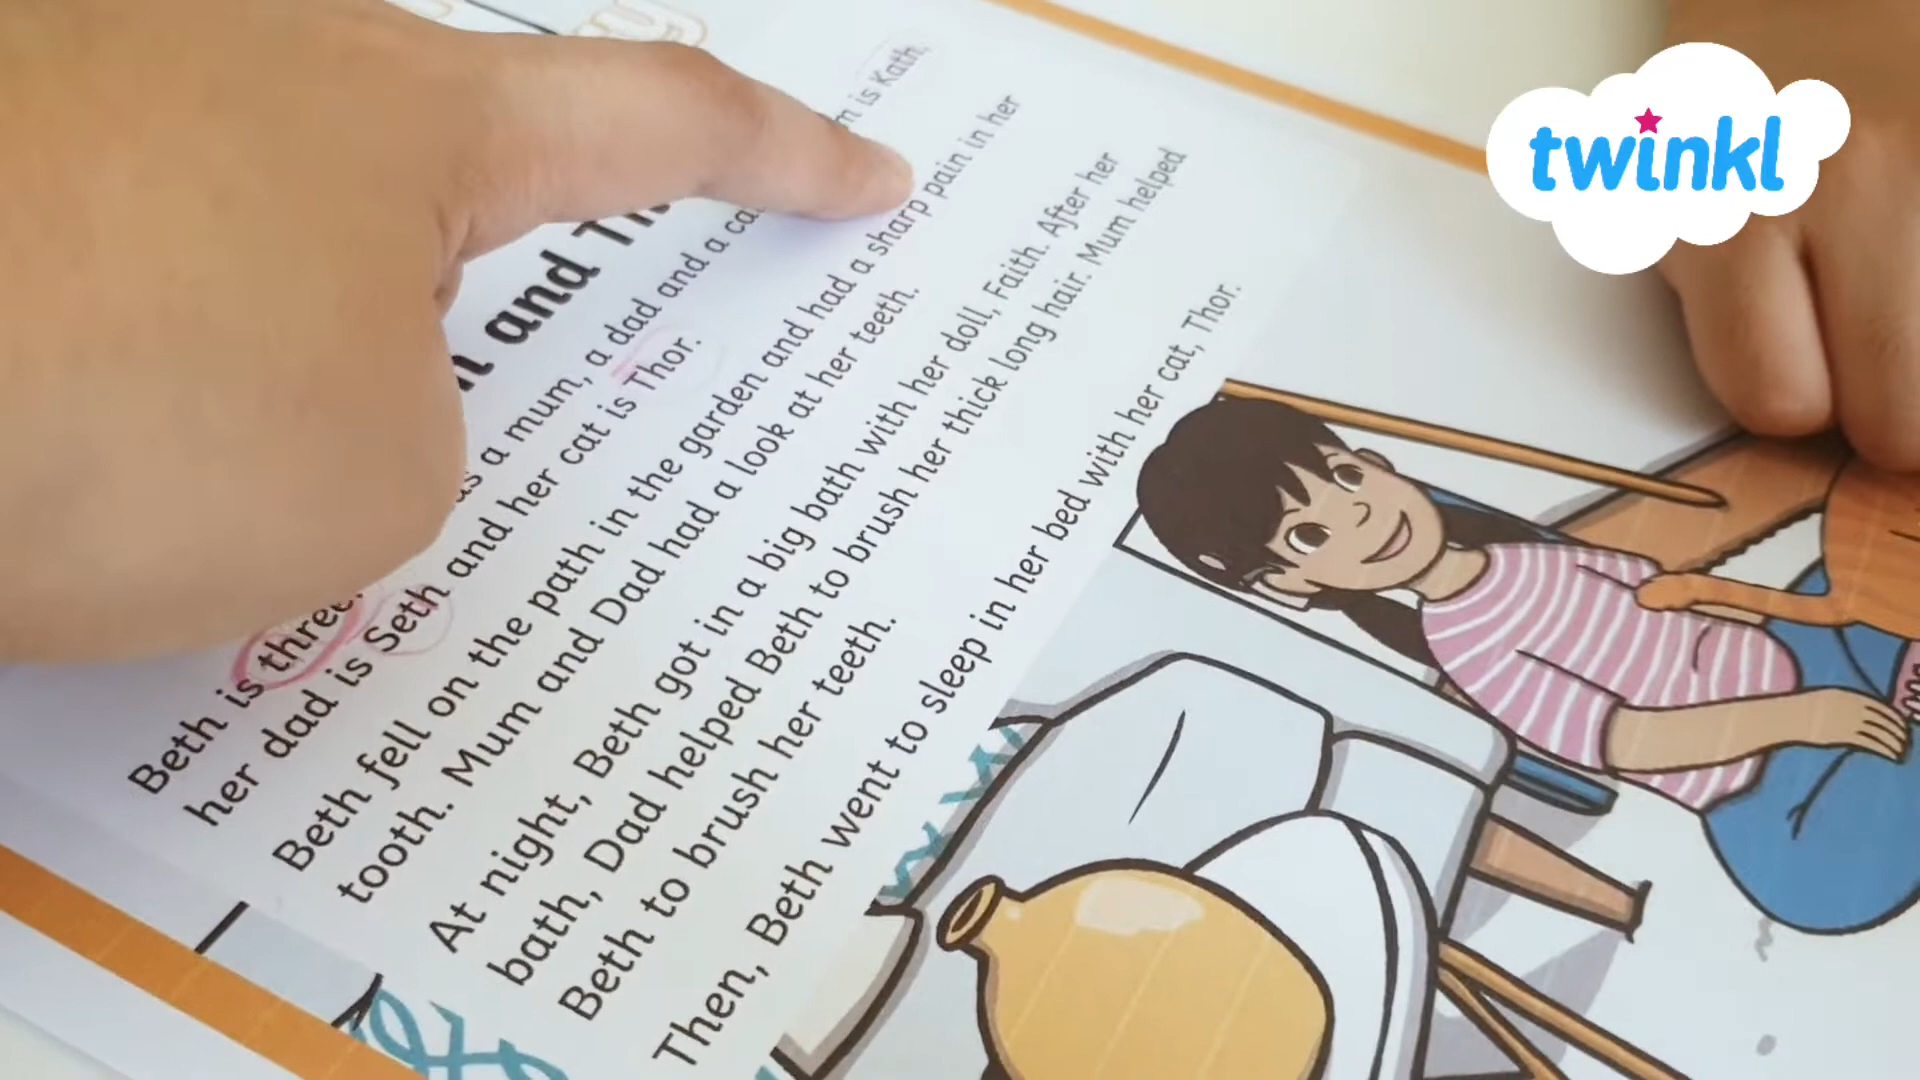 and
Beth is three. as a mum, a dad and a cat. m is Kath,
her dad is Seth and her cat is Thor.
Beth fell on the path in the garden and had a sharp pain in her
tooth. Mum and Dad had a look at her teeth.
At night, Beth got in a big bath with her doll, Faith. After her
bath, Dad helped Beth to brush her thick long hair. Mum helped
Beth to brush her teeth.
Then, Beth went to sleep in her bed with her cat, Thor.
twinkl